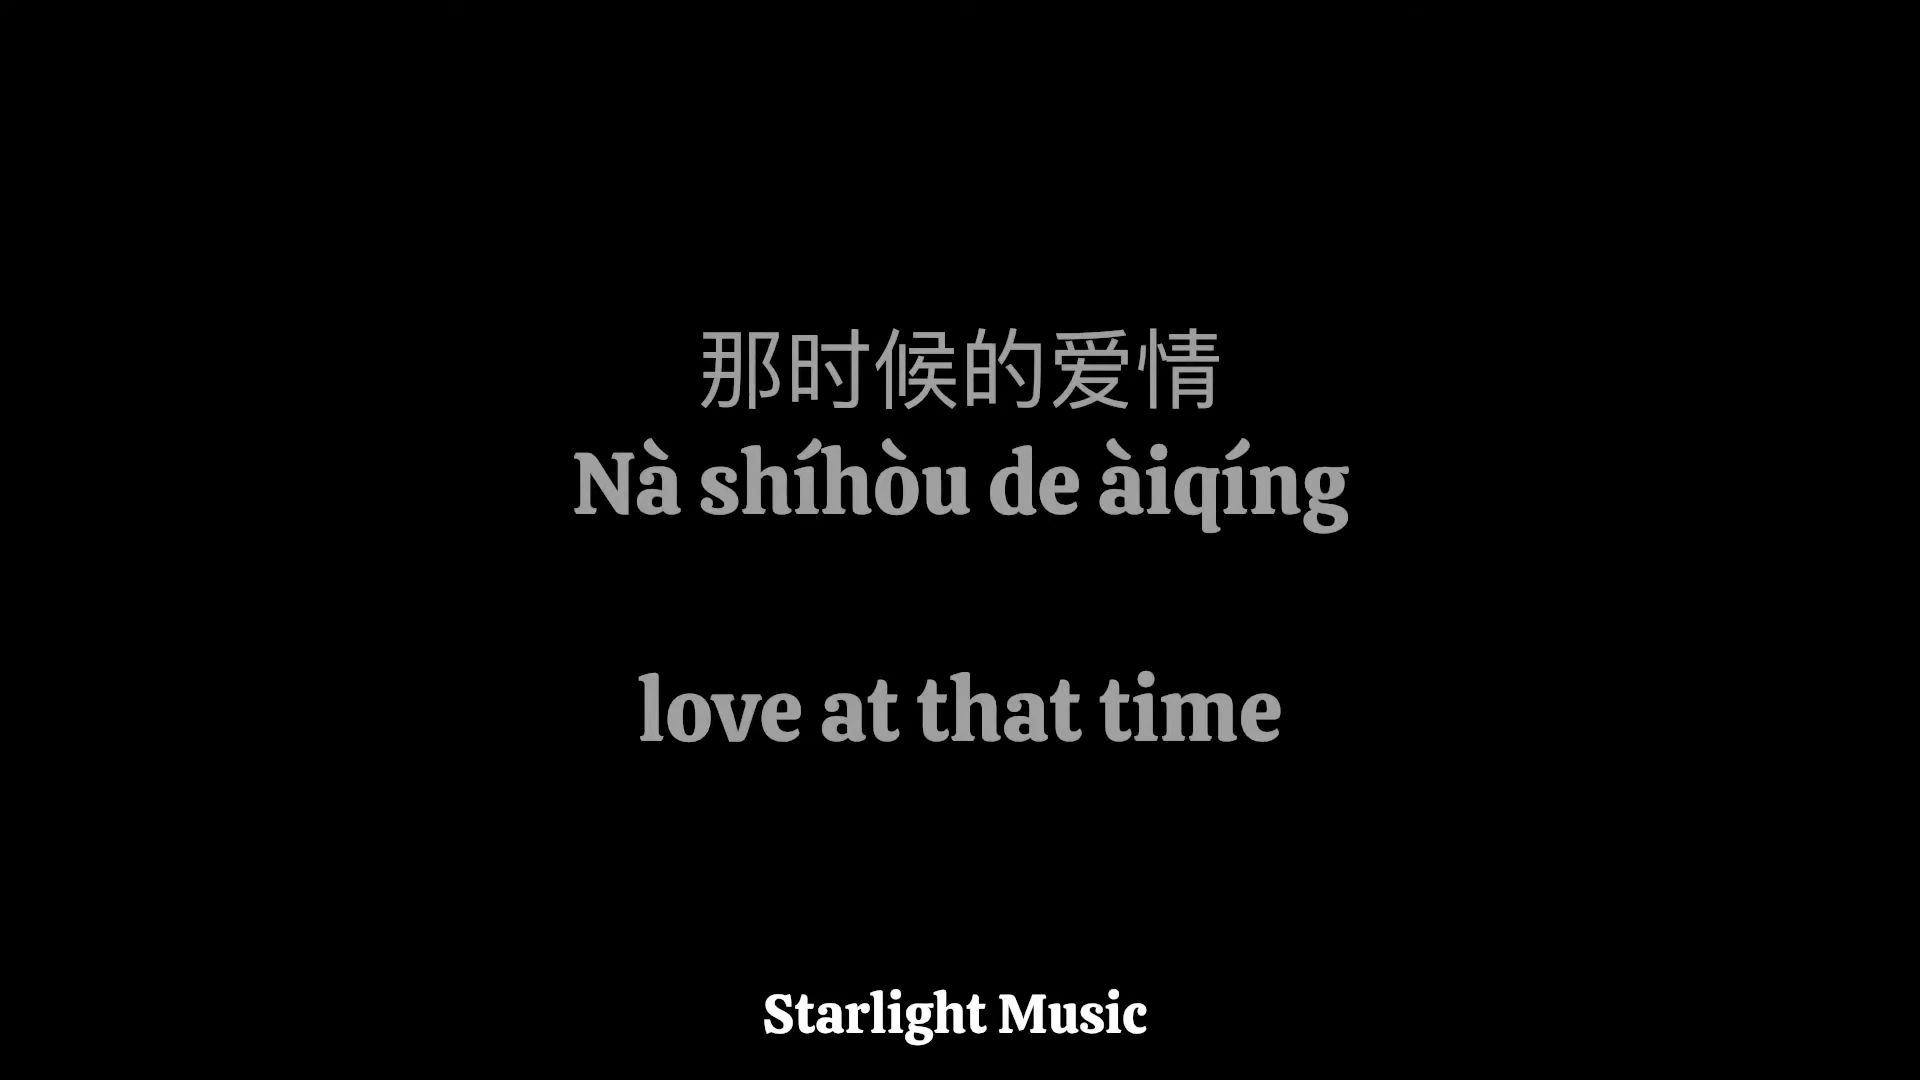 那时候的爱情
Nà shíhòu de àiqíng
love at that time
Starlight Music